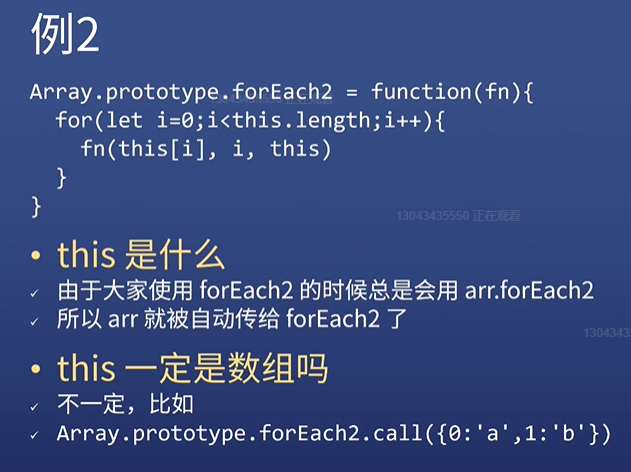 例2
Array.prototype.forEach2 = function(fn){
for(let i=0;i<this.length;i++){
fn(this[i], i, this)
}
}
13043435550 正在观看
• this 是什么
✓ 由于大家使用 forEach2 的时候总是会用 arr.forEach2
✓ 所以 arr 就被自动传给 forEach2 了
• this 一定是数组吗
✓ 不一定，比如
✓ Array.prototype.forEach2.call({0:'a',1:'b'})